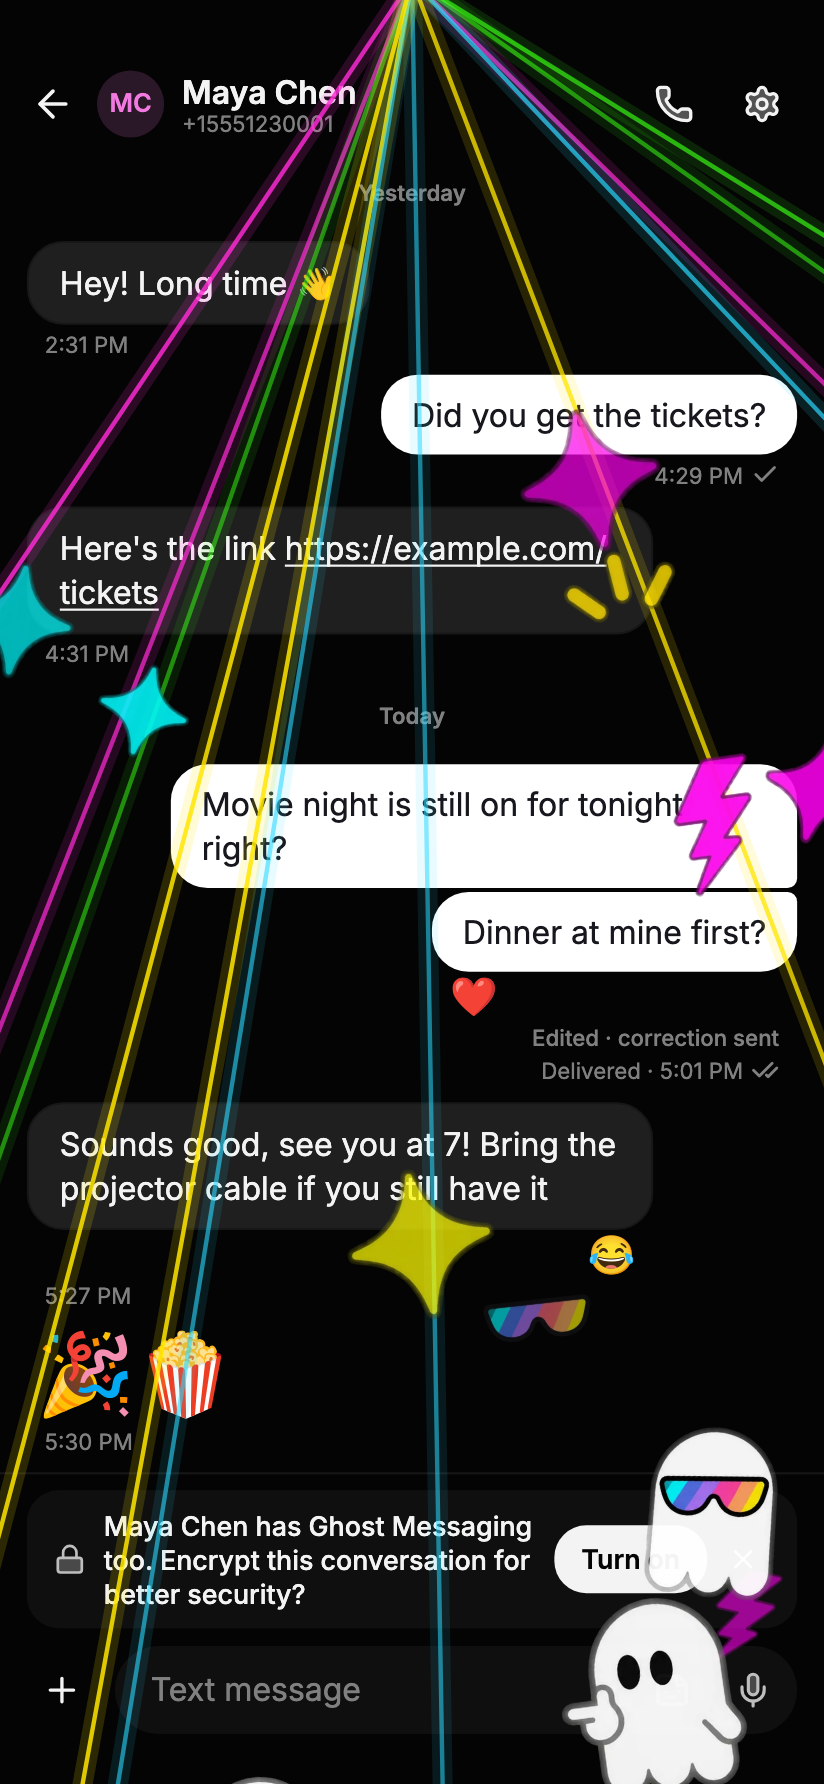 MC
Maya Chen
+15551230001
Yesterday
Hey! Long time 👋
2:31 PM
Did you get the tickets?
4:29 PM
Here's the link https://example.com/
tickets
4:31 PM
Today
Movie night is still on for tonight
right?
Dinner at mine first?
Edited · correction sent
Delivered · 5:01 PM
Sounds good, see you at 7! Bring the
projector cable if you still have it
5:27 PM
5:30 PM
Maya Chen has Ghost Messaging
too. Encrypt this conversation for
better security?
Turn on
Text message